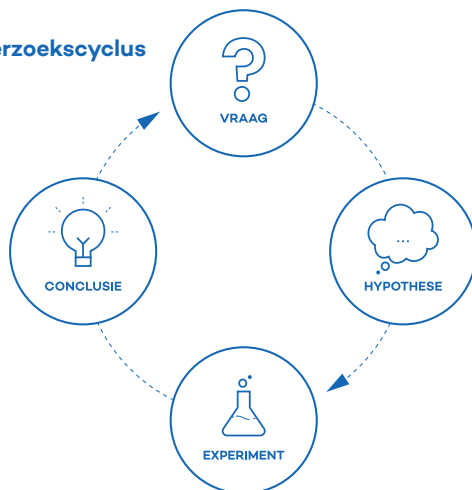 erzoekscyclus
VRAAG
HYPOTHESE
...
CONCLUSIE
EXPERIMENT